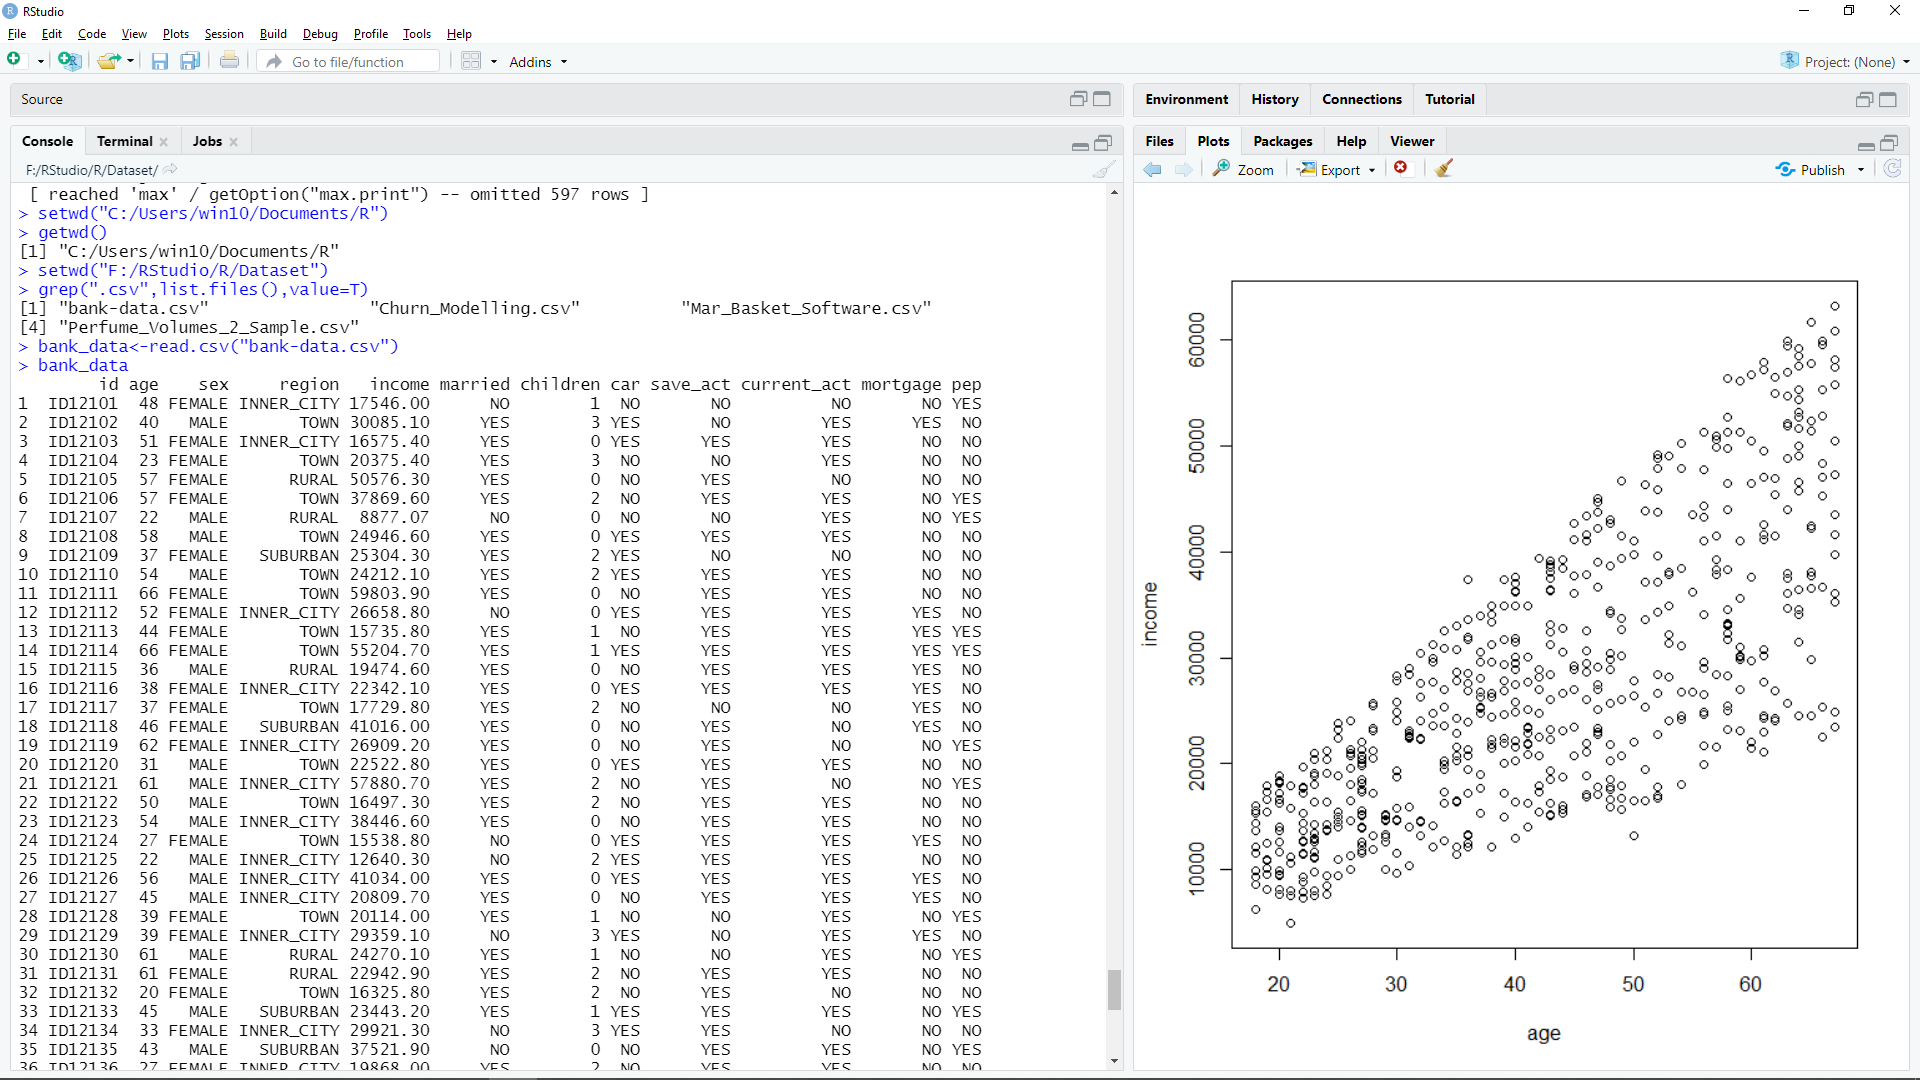 RStudio
File Edit Code View Plots Session Build Debug Profile Tools Help
Go to file/function Addins Project: (None)
Source
Console Terminal Jobs
F:/RStudio/R/Dataset/
[ reached 'max' / getOption("max.print") -- omitted 597 rows ]
> setwd("C:/Users/win10/Documents/R")
> getwd()
[1] "C:/Users/win10/Documents/R"
> setwd("F:/RStudio/R/Dataset")
> grep(".csv",list.files(),value=T)
[1] "bank-data.csv" "Churn_Modelling.csv" "Mar_Basket_Software.csv"
[4] "Perfume_Volumes_2_Sample.csv"
> bank_data<-read.csv("bank-data.csv")
> bank_data
id age sex region income married children car save_act current_act mortgage pep
1 ID12101 48 FEMALE INNER_CITY 17546.00 NO 1 NO NO NO NO YES
2 ID12102 40 MALE TOWN 30085.10 YES 3 YES NO YES YES NO
3 ID12103 51 FEMALE INNER_CITY 16575.40 YES 0 YES YES YES NO NO
4 ID12104 23 FEMALE TOWN 20375.40 YES 3 NO NO YES NO NO
5 ID12105 57 FEMALE RURAL 50576.30 YES 0 NO YES NO NO NO
6 ID12106 57 FEMALE TOWN 37869.60 YES 2 NO YES YES NO YES
7 ID12107 22 MALE RURAL 8877.07 NO 0 NO NO YES NO YES
8 ID12108 58 MALE TOWN 24946.60 YES 0 YES YES YES NO NO
9 ID12109 37 FEMALE SUBURBAN 25304.30 YES 2 YES NO NO NO NO
10 ID12110 54 MALE TOWN 24212.10 YES 2 YES YES YES NO NO
11 ID12111 66 FEMALE TOWN 59803.90 YES 0 NO YES YES NO NO
12 ID12112 52 FEMALE INNER_CITY 26658.80 NO 0 YES YES YES YES NO
13 ID12113 44 FEMALE TOWN 15735.80 YES 1 NO YES YES YES YES
14 ID12114 66 FEMALE TOWN 55204.70 YES 1 YES YES YES YES YES
15 ID12115 36 MALE RURAL 19474.60 YES 0 NO YES YES YES NO
16 ID12116 38 FEMALE INNER_CITY 22342.10 YES 0 YES YES YES YES NO
17 ID12117 37 FEMALE TOWN 17729.80 YES 2 NO NO NO YES NO
18 ID12118 46 FEMALE SUBURBAN 41016.00 YES 0 NO YES NO YES NO
19 ID12119 62 FEMALE INNER_CITY 26909.20 YES 0 NO YES NO NO YES
20 ID12120 31 MALE TOWN 22522.80 YES 0 YES YES YES NO NO
21 ID12121 61 MALE INNER_CITY 57880.70 YES 2 NO YES NO NO YES
22 ID12122 50 MALE TOWN 16497.30 YES 2 NO YES YES NO NO
23 ID12123 54 MALE INNER_CITY 38446.60 YES 0 NO YES YES NO NO
24 ID12124 27 FEMALE TOWN 15538.80 NO 0 YES YES YES YES NO
25 ID12125 22 MALE INNER_CITY 12640.30 NO 2 YES YES YES NO NO
26 ID12126 56 MALE INNER_CITY 41034.00 YES 0 YES YES YES YES NO
27 ID12127 45 MALE INNER_CITY 20809.70 YES 0 NO YES YES YES NO
28 ID12128 39 FEMALE TOWN 20114.00 YES 1 NO NO YES NO YES
29 ID12129 39 FEMALE INNER_CITY 29359.10 NO 3 YES NO YES YES NO
30 ID12130 61 MALE RURAL 24270.10 YES 1 NO NO YES NO YES
31 ID12131 61 FEMALE RURAL 22942.90 YES 2 NO YES YES NO NO
32 ID12132 20 FEMALE TOWN 16325.80 YES 2 NO YES NO NO NO
33 ID12133 45 MALE SUBURBAN 23443.20 YES 1 YES YES YES NO YES
34 ID12134 33 FEMALE INNER_CITY 29921.30 NO 3 YES YES NO NO NO
35 ID12135 43 MALE SUBURBAN 37521.90 NO 0 NO YES YES NO YES
36 ID12136 27 FEMALE INNER_CITY 19868.00 YES 2 NO YES YES NO NO
Environment History Connections Tutorial
Files Plots Packages Help Viewer
Zoom Export Publish
60000
50000
40000
30000
20000
10000
income
20 30 40 50 60
age